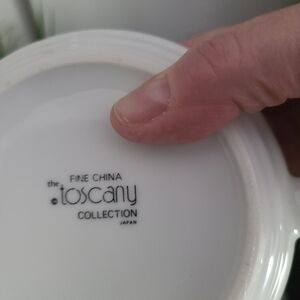 FINE CHINA
the
© toscany
COLLECTION
JAPAN